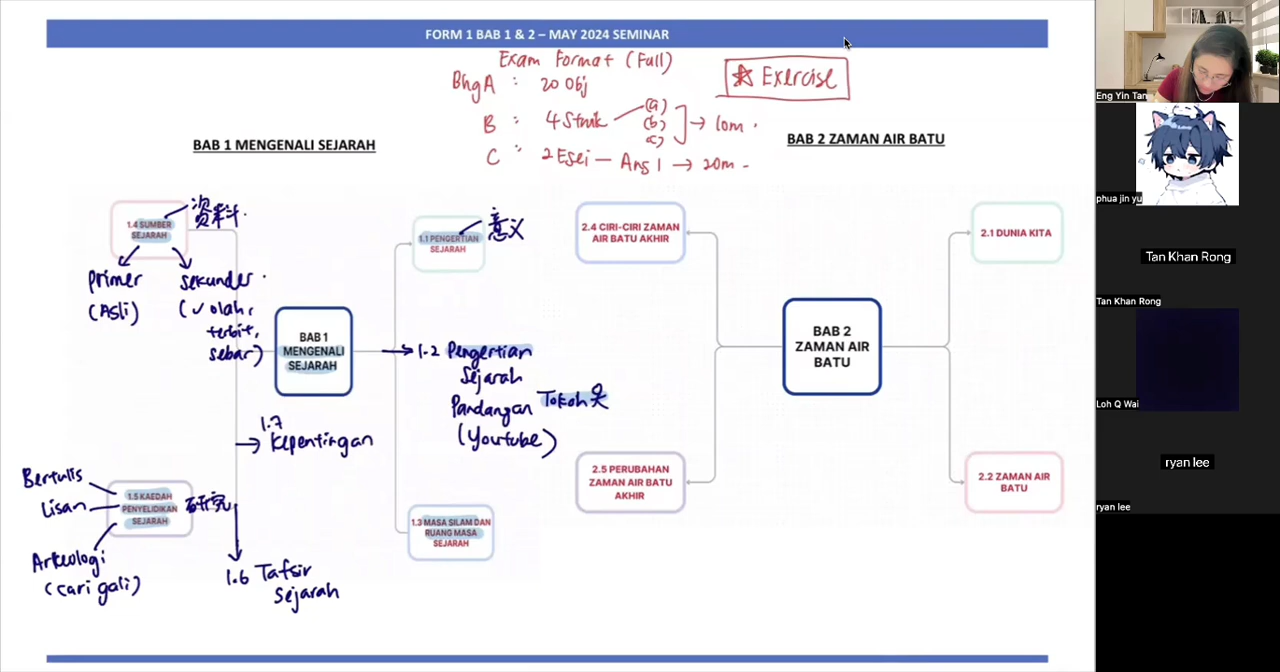 FORM 1 BAB 1 & 2 – MAY 2024 SEMINAR
Exam Format (Full)
BhgA : 20 Obj
B : 4 Struk (a) (b) (c) → 10m.
C : 2 Esei — Ans 1 → 20m -
☆ Exercise
BAB 1 MENGENALI SEJARAH
1.4 SUMBER
SEJARAH
资料.
primer
(Asli)
sekunder.
(✓ olah,
terbit,
sebar)
1.1 PENGERTIAN
SEJARAH
意义
BAB 1
MENGENALI
SEJARAH
→ 1.2 Pengertian
Sejarah
Pandangan Tokoh
(Youtube)
1.7
→ Kepentingan
Bertulis
Lisan
Arkeologi
(cari gali)
1.5 KAEDAH
PENYELIDIKAN
SEJARAH
研究
1.6 Tafsir
Sejarah
1.3 MASA SILAM DAN
RUANG MASA
SEJARAH
BAB 2 ZAMAN AIR BATU
2.4 CIRI-CIRI ZAMAN
AIR BATU AKHIR
2.1 DUNIA KITA
BAB 2
ZAMAN AIR
BATU
2.5 PERUBAHAN
ZAMAN AIR BATU
AKHIR
2.2 ZAMAN AIR
BATU
Eng Yin Tan
phua jin yu
Tan Khan Rong
Tan Khan Rong
Loh Q Wai
ryan lee
ryan lee